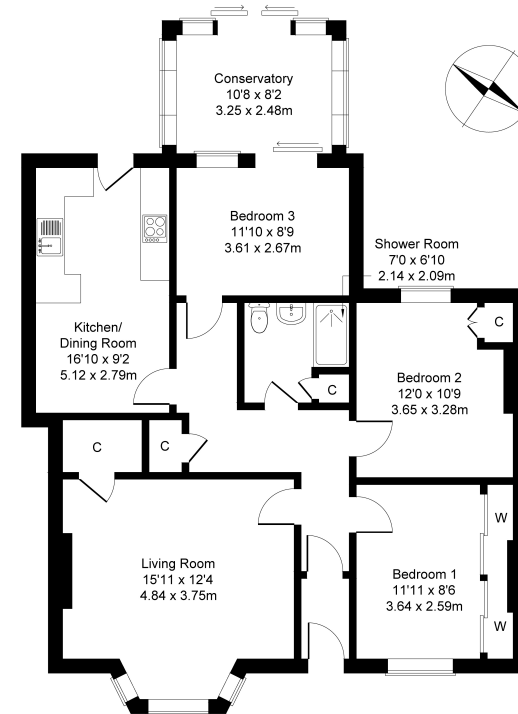 Conservatory
10'8 x 8'2
3.25 x 2.48m
Bedroom 3
11'10 x 8'9
3.61 x 2.67m
Shower Room
7'0 x 6'10
2.14 x 2.09m
Kitchen/
Dining Room
16'10 x 9'2
5.12 x 2.79m
C
Bedroom 2
12'0 x 10'9
3.65 x 3.28m
C
C
C
Living Room
15'11 x 12'4
4.84 x 3.75m
Bedroom 1
11'11 x 8'6
3.64 x 2.59m
W
W